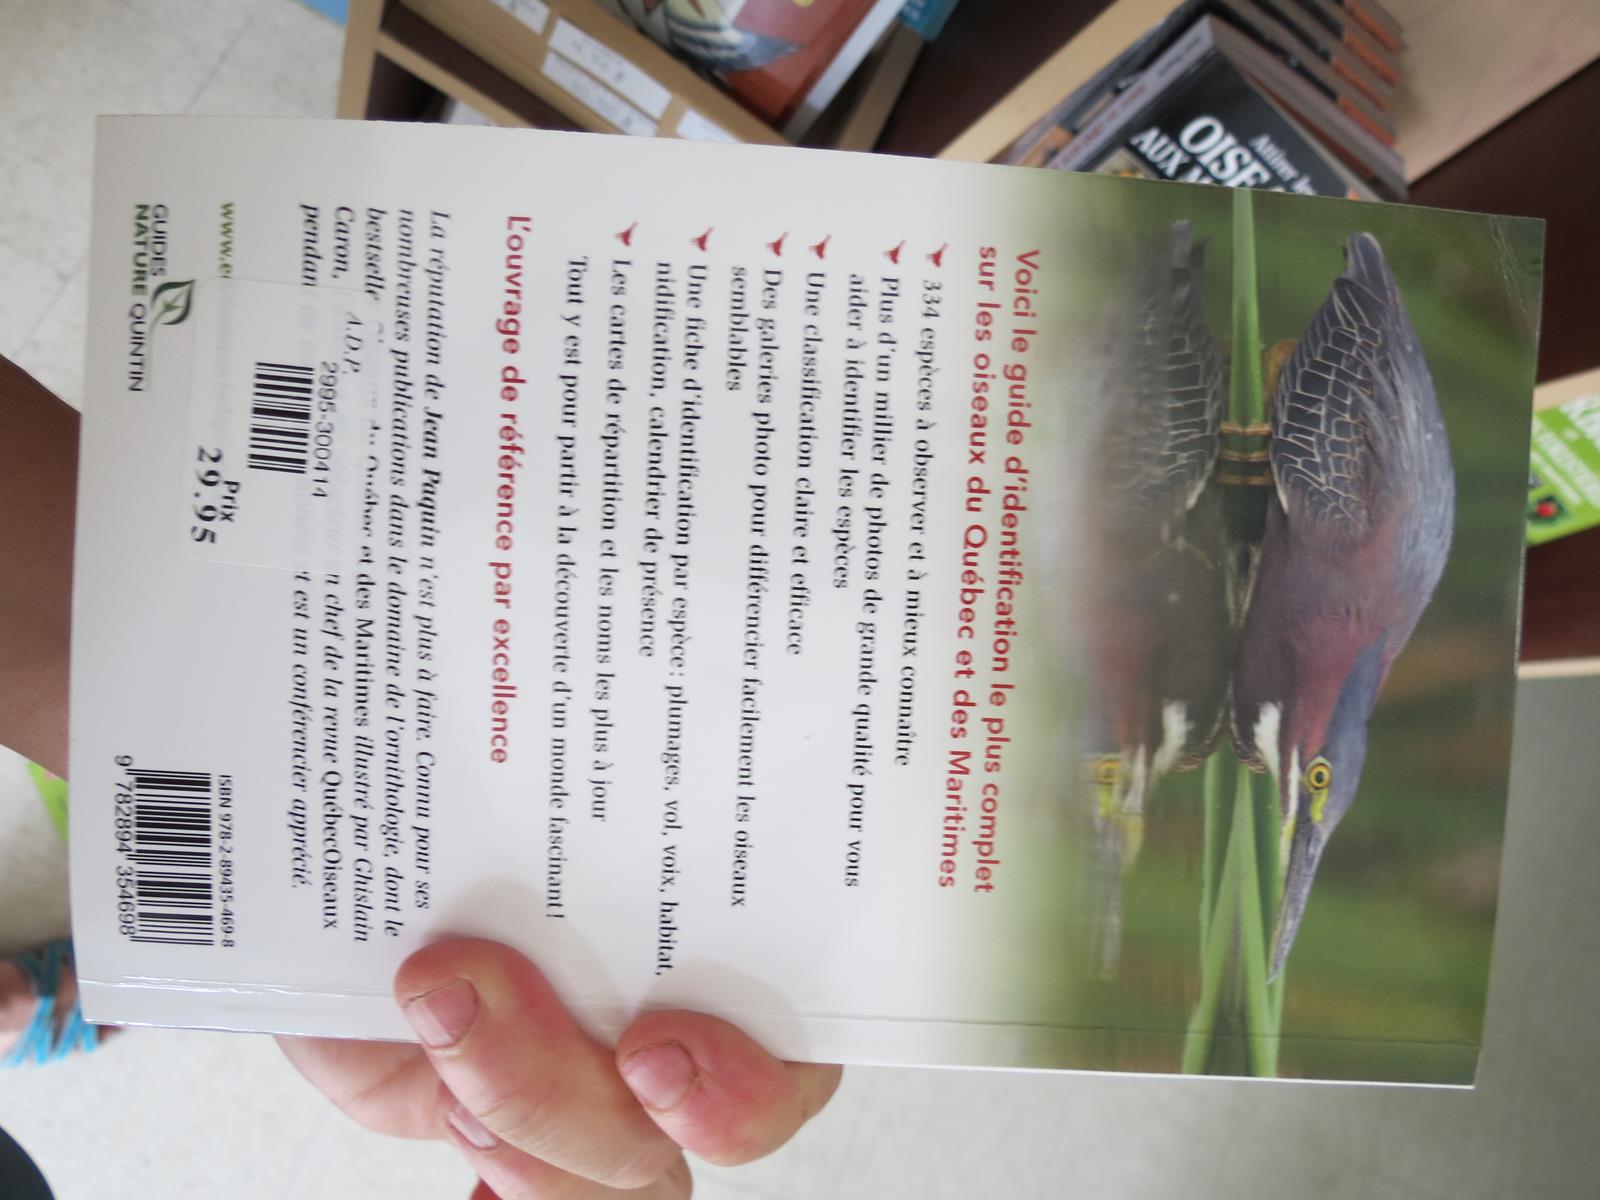 Voici le guide d'identification le plus complet
sur les oiseaux du Québec et des Maritimes
334 espèces à observer et à mieux connaître
Plus d'un millier de photos de grande qualité pour vous
aider à identifier les espèces
Une classification claire et efficace
Des galeries photo pour différencier facilement les oiseaux
semblables
Une fiche d'identification par espèce : plumages, vol, voix, habitat,
nidification, calendrier de présence
Les cartes de répartition et les noms les plus à jour
Tout y est pour partir à la découverte d'un monde fascinant!
L'ouvrage de référence par excellence
La réputation de Jean Paquin n'est plus à faire. Connu pour ses
nombreuses publications dans le domaine de l'ornithologie, dont le
bestselle du Québec et des Maritimes illustré par Ghislain
Caron, n chef de la revue QuébecOiseaux
pendan et est un conférencier apprécié.
A.D.P.
2995-300414
Prix
29.95
www.e
GUIDES
NATURE QUINTIN
ISBN 978-2-89435-469-8
9 782894 354698
Attirer les
OISEA
AUX M